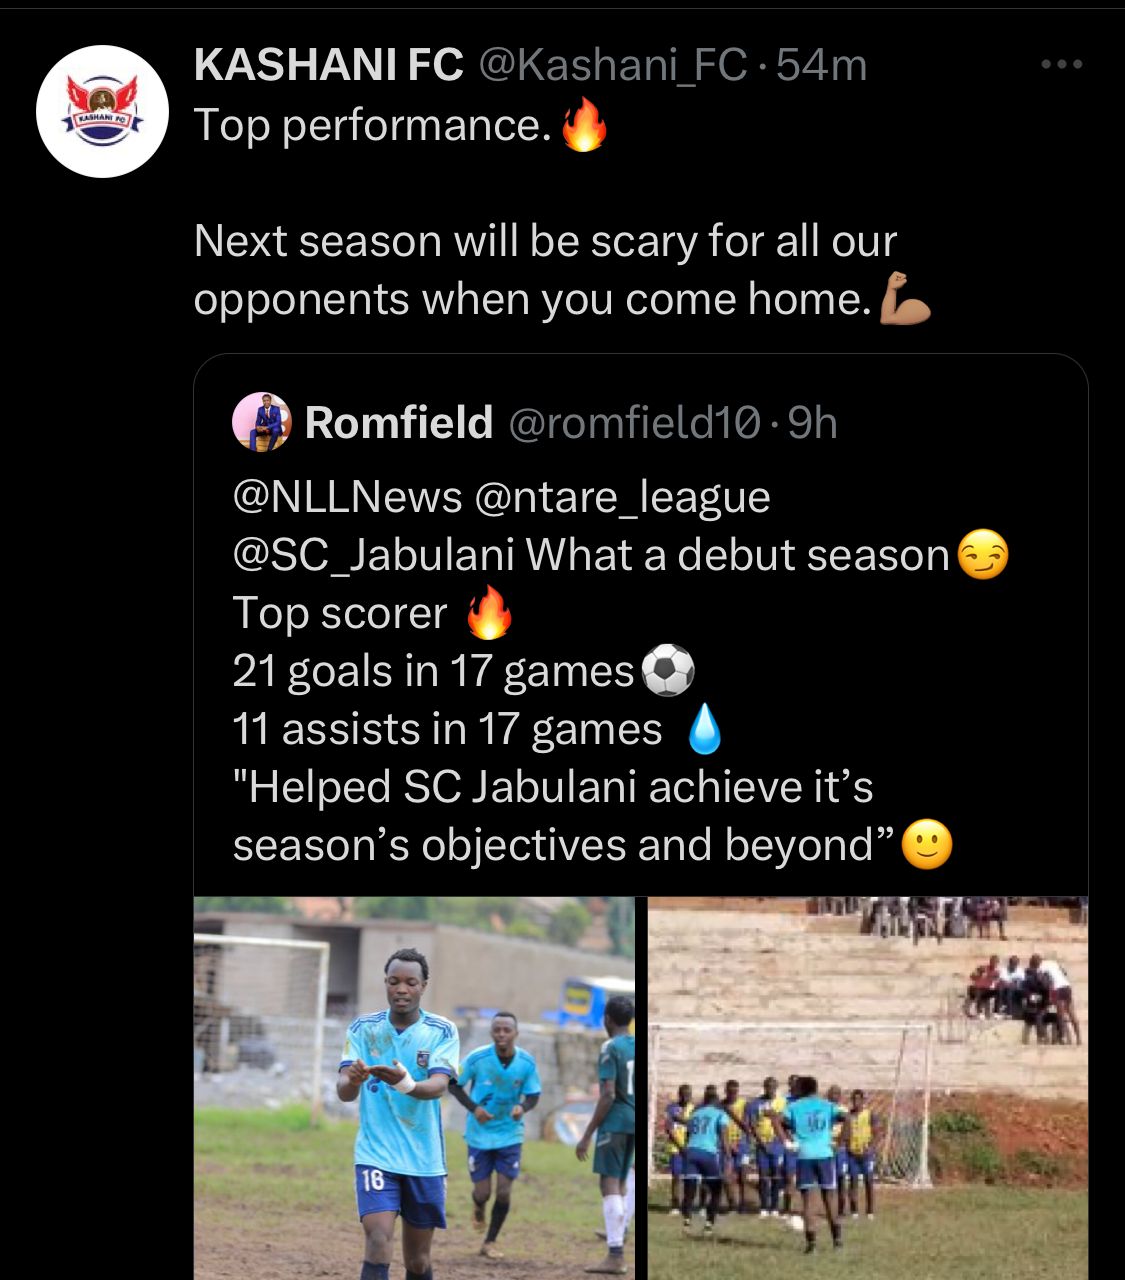 KASHANI FC @Kashani_FC · 54m
Top performance.🔥
Next season will be scary for all our
opponents when you come home.💪🏽
KASHANI FC
Romfield @romfield10 · 9h
@NLLNews @ntare_league
@SC_Jabulani What a debut season😏
Top scorer 🔥
21 goals in 17 games⚽
11 assists in 17 games 💧
"Helped SC Jabulani achieve it’s
season’s objectives and beyond”🙂
18